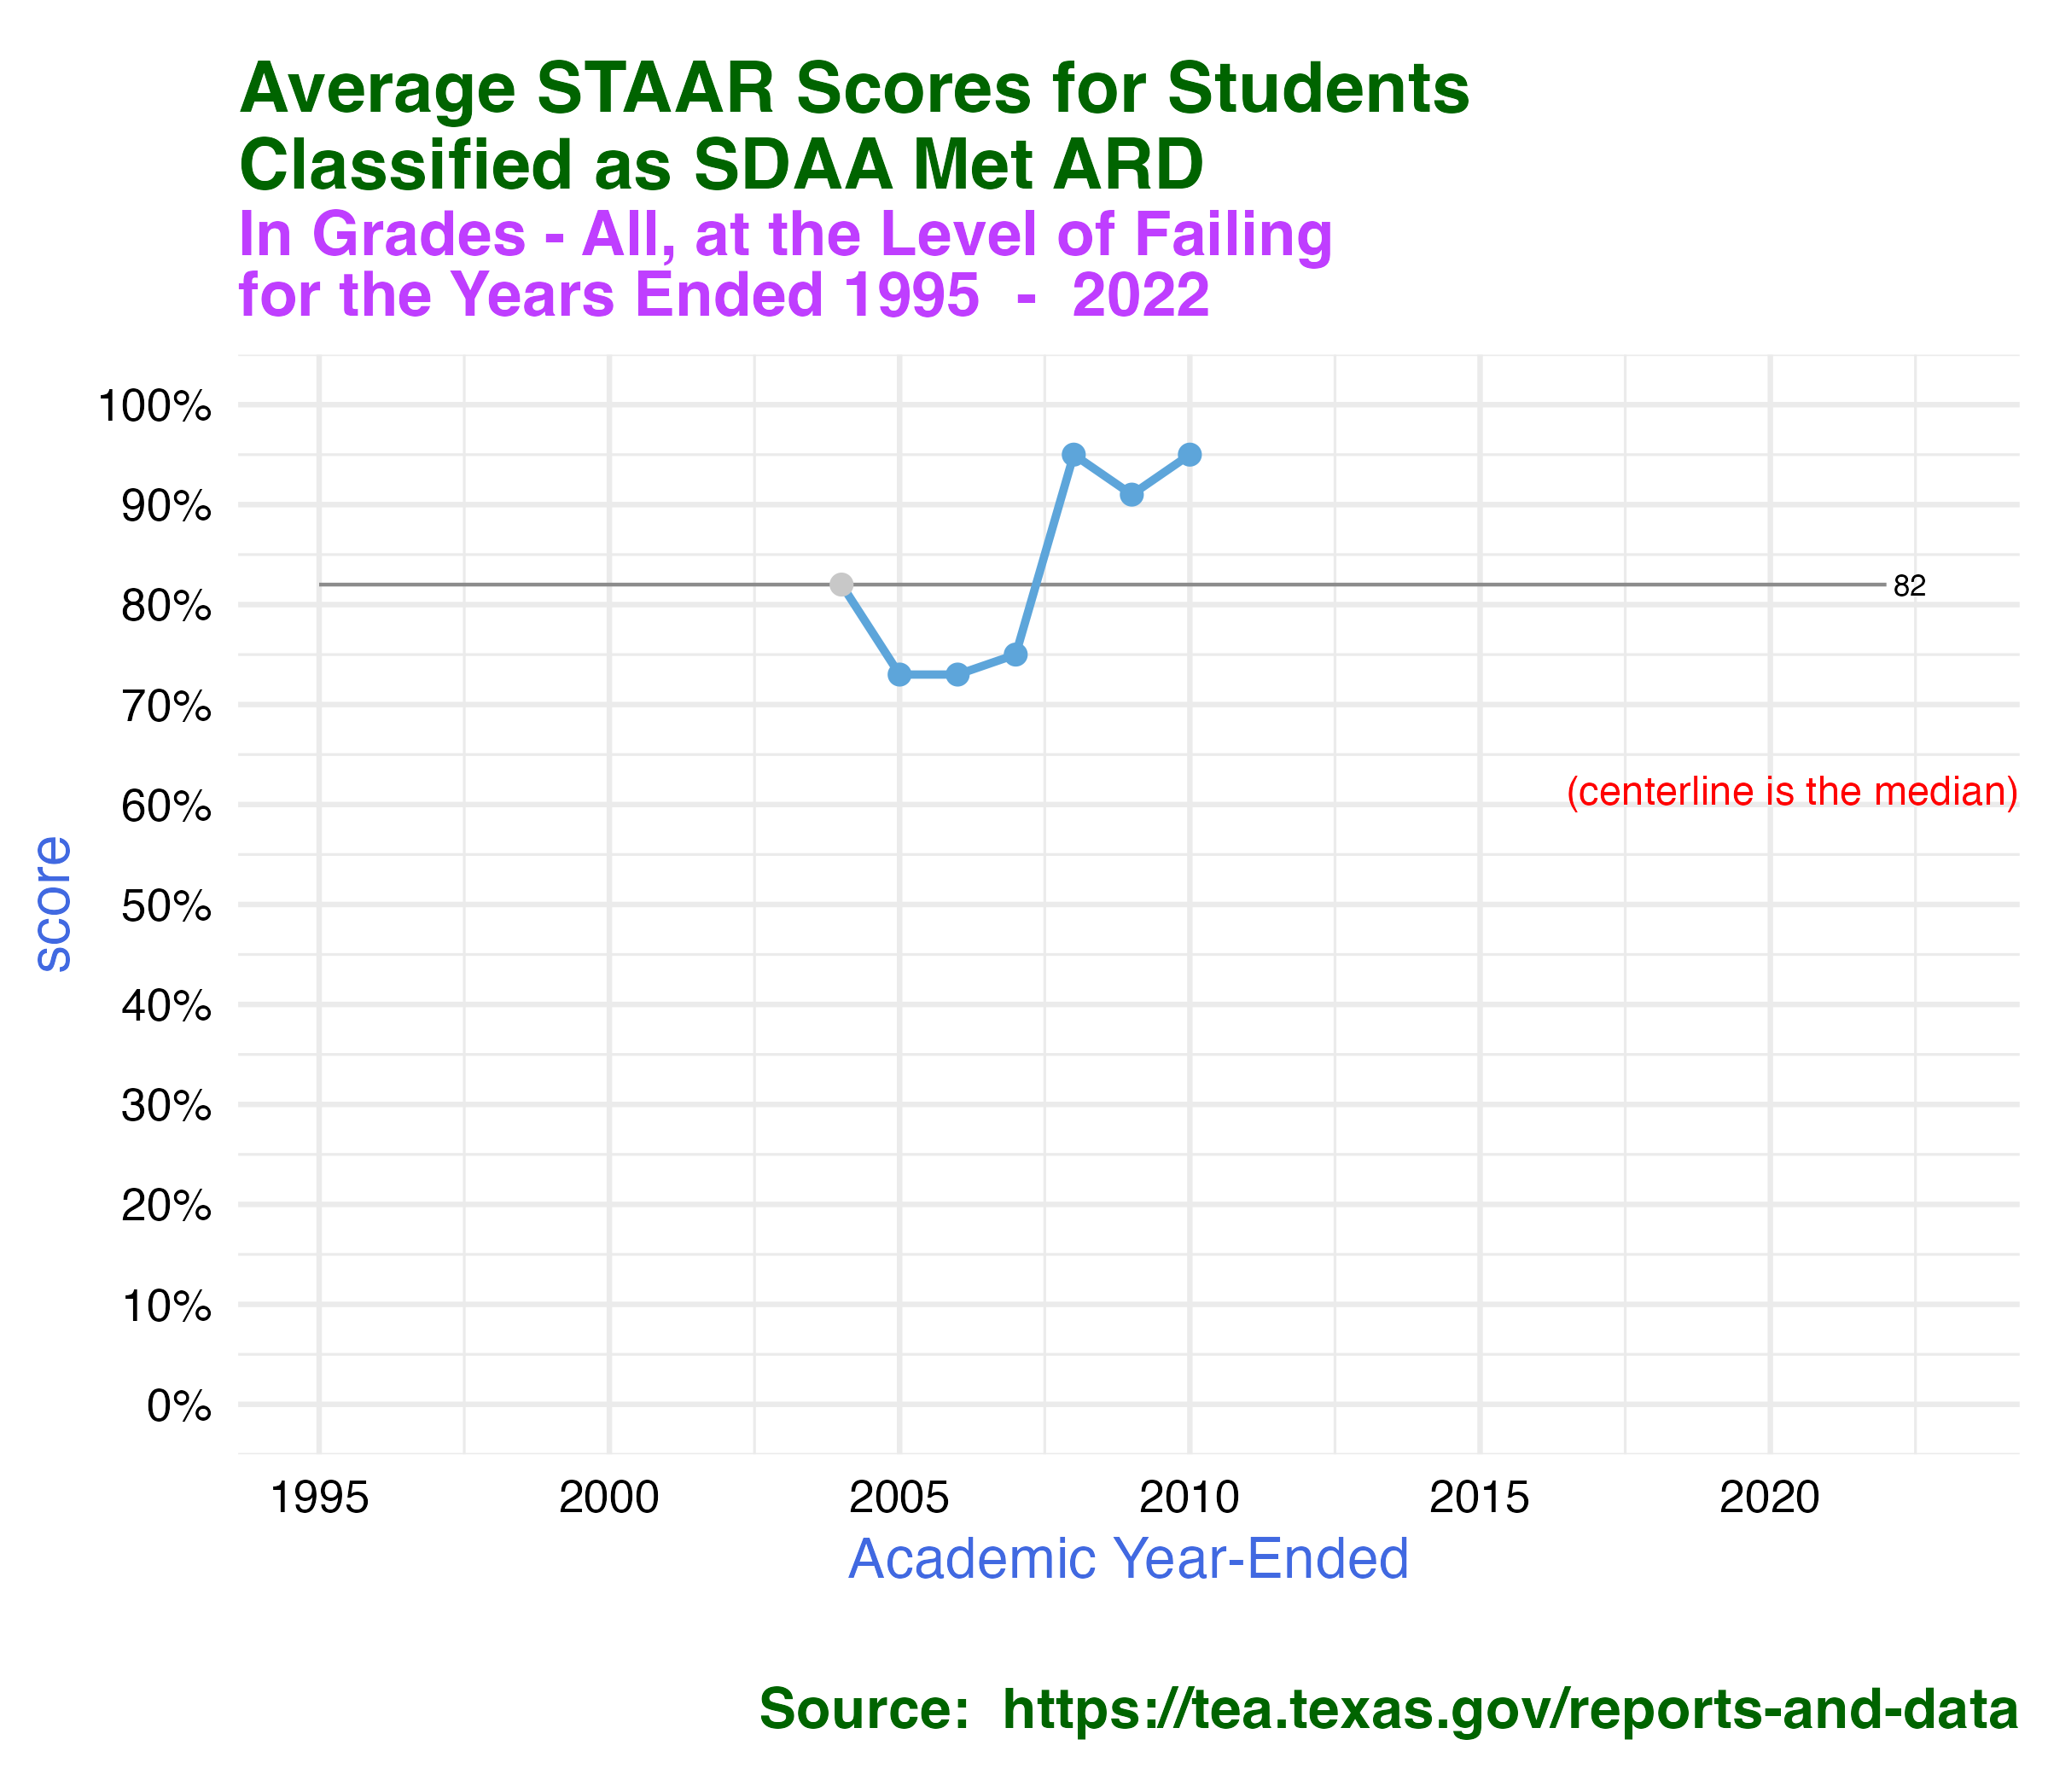 Average STAAR Scores for Students
Classified as SDAA Met ARD
In Grades - All, at the Level of Failing
for the Years Ended 1995  -  2022
100%
90%
82
80%
70%
(centerline is the median)
60%
50%
score
40%
30%
20%
10%
0%
1995 2000 2005 2010 2015 2020
Academic Year-Ended
Source:  https://tea.texas.gov/reports-and-data